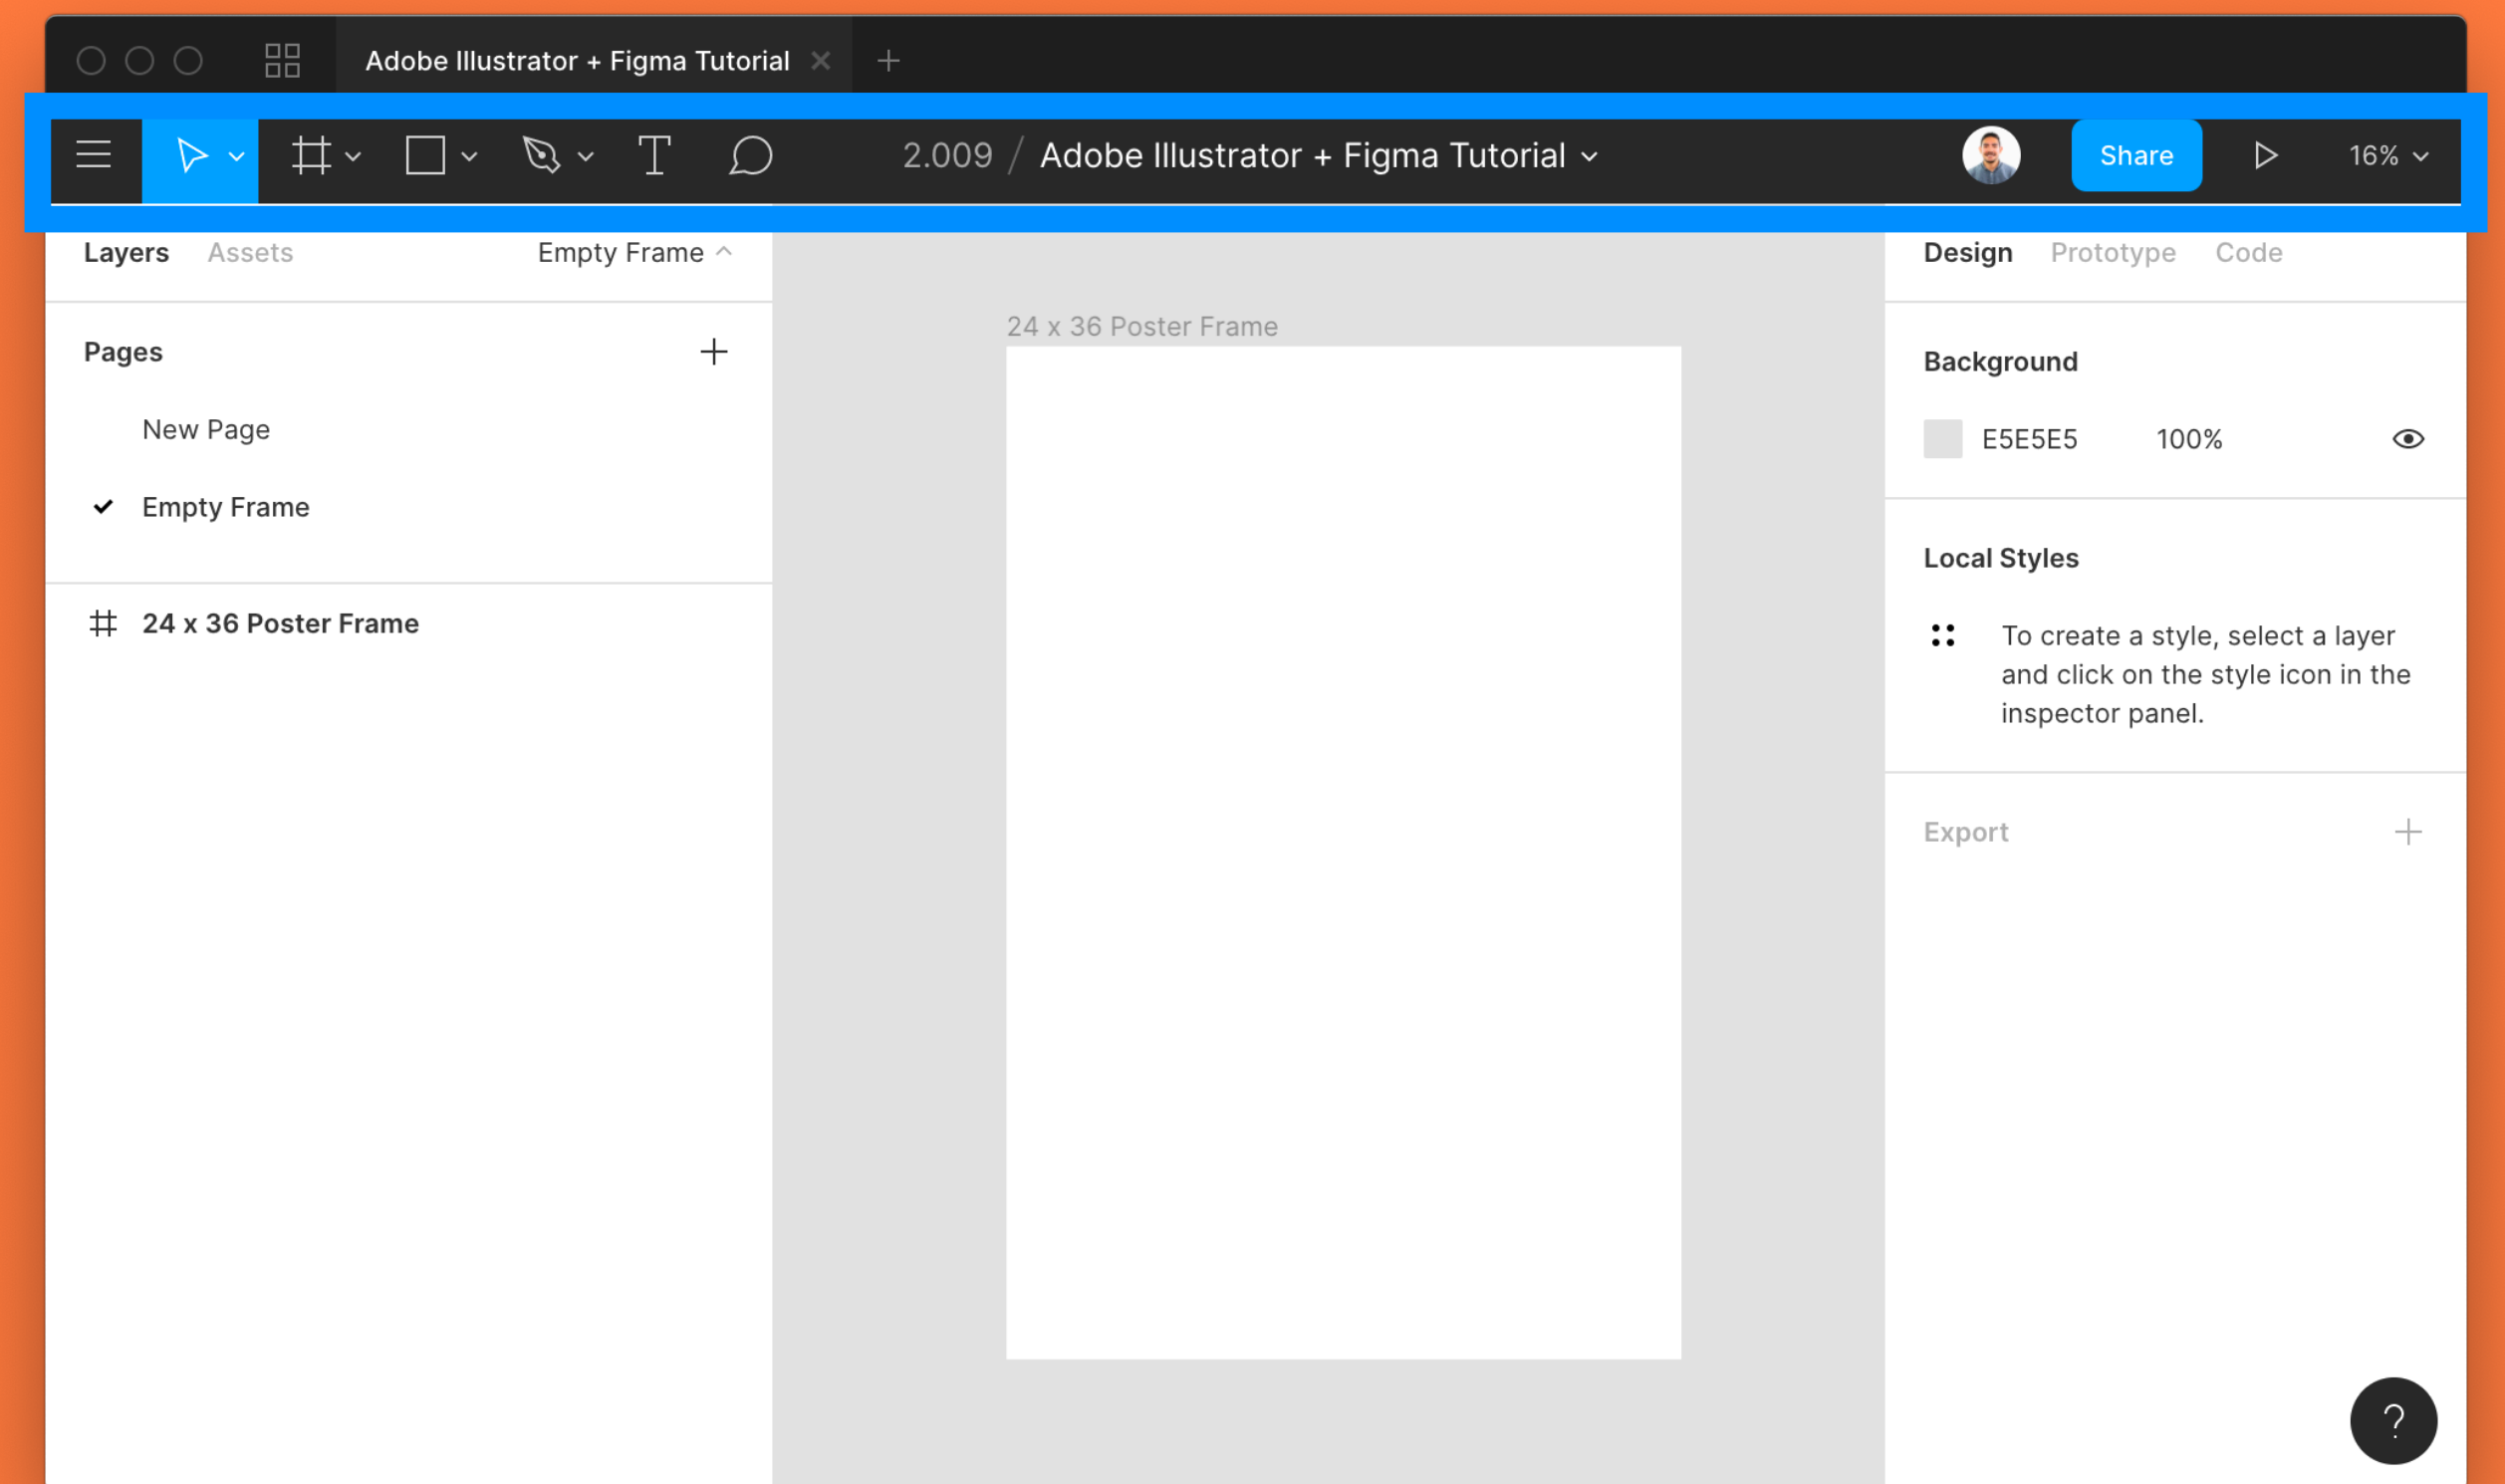 Adobe Illustrator + Figma Tutorial
2.009 / Adobe Illustrator + Figma Tutorial
Share
16%
Layers Assets Empty Frame
Design Prototype Code
Pages
New Page
Empty Frame
24 x 36 Poster Frame
24 x 36 Poster Frame
Background
E5E5E5 100%
Local Styles
To create a style, select a layer
and click on the style icon in the
inspector panel.
Export
?